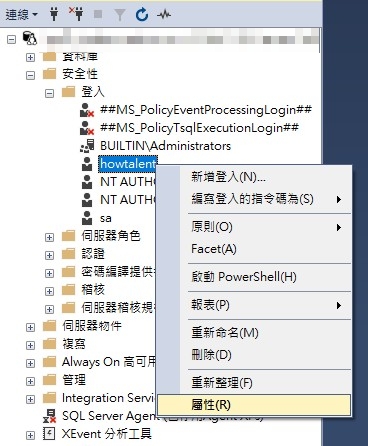 連線
資料庫
安全性
登入
##MS_PolicyEventProcessingLogin##
##MS_PolicyTsqlExecutionLogin##
BUILTIN\Administrators
howtalent
NT AUTHO
NT AUTHO
sa
伺服器角色
認證
密碼編譯提供
稽核
伺服器稽核規
伺服器物件
複寫
Always On 高可用
管理
Integration Servic
SQL Server Agent
XEvent 分析工具
新增登入(N)...
編寫登入的指令碼為(S)
原則(O)
Facet(A)
啟動 PowerShell(H)
報表(P)
重新命名(M)
刪除(D)
重新整理(F)
屬性(R)